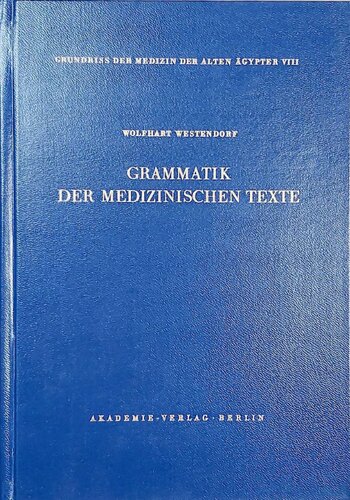 GRUNDRISS DER MEDIZIN DER ALTEN ÄGYPTER VIII
WOLFHART WESTENDORF
GRAMMATIK
DER MEDIZINISCHEN TEXTE
AKADEMIE-VERLAG·BERLIN